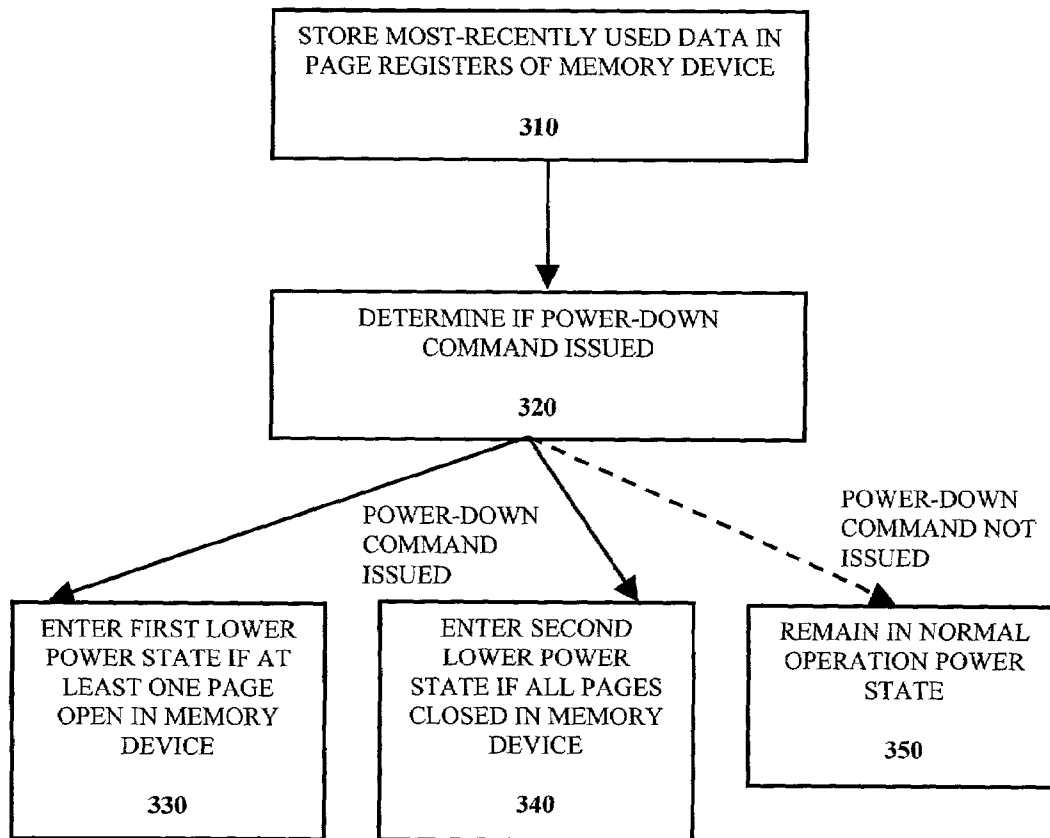 STORE MOST-RECENTLY USED DATA IN
PAGE REGISTERS OF MEMORY DEVICE
310
DETERMINE IF POWER-DOWN
COMMAND ISSUED
320
POWER-DOWN
COMMAND
ISSUED
POWER-DOWN
COMMAND NOT
ISSUED
ENTER FIRST LOWER
POWER STATE IF AT
LEAST ONE PAGE
OPEN IN MEMORY
DEVICE
330
ENTER SECOND
LOWER POWER
STATE IF ALL PAGES
CLOSED IN MEMORY
DEVICE
340
REMAIN IN NORMAL
OPERATION POWER
STATE
350